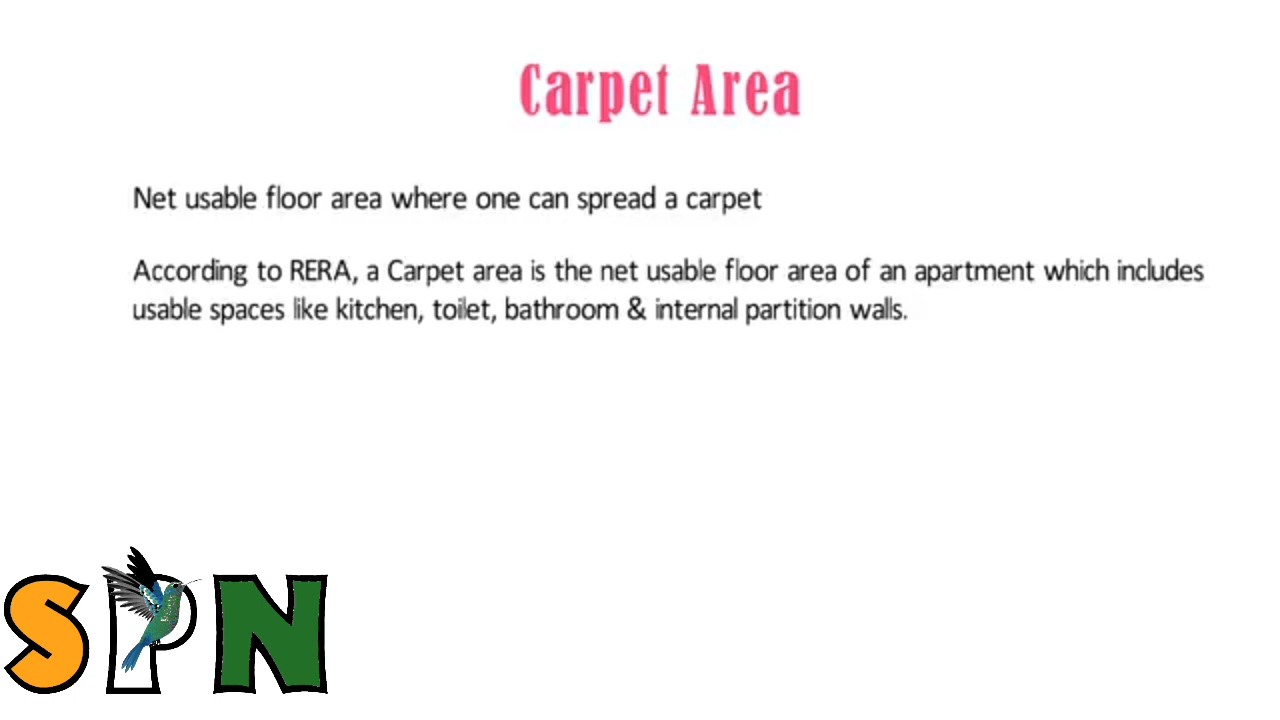 Carpet Area
Net usable floor area where one can spread a carpet
According to RERA, a Carpet area is the net usable floor area of an apartment which includes
usable spaces like kitchen, toilet, bathroom & internal partition walls.
SPN